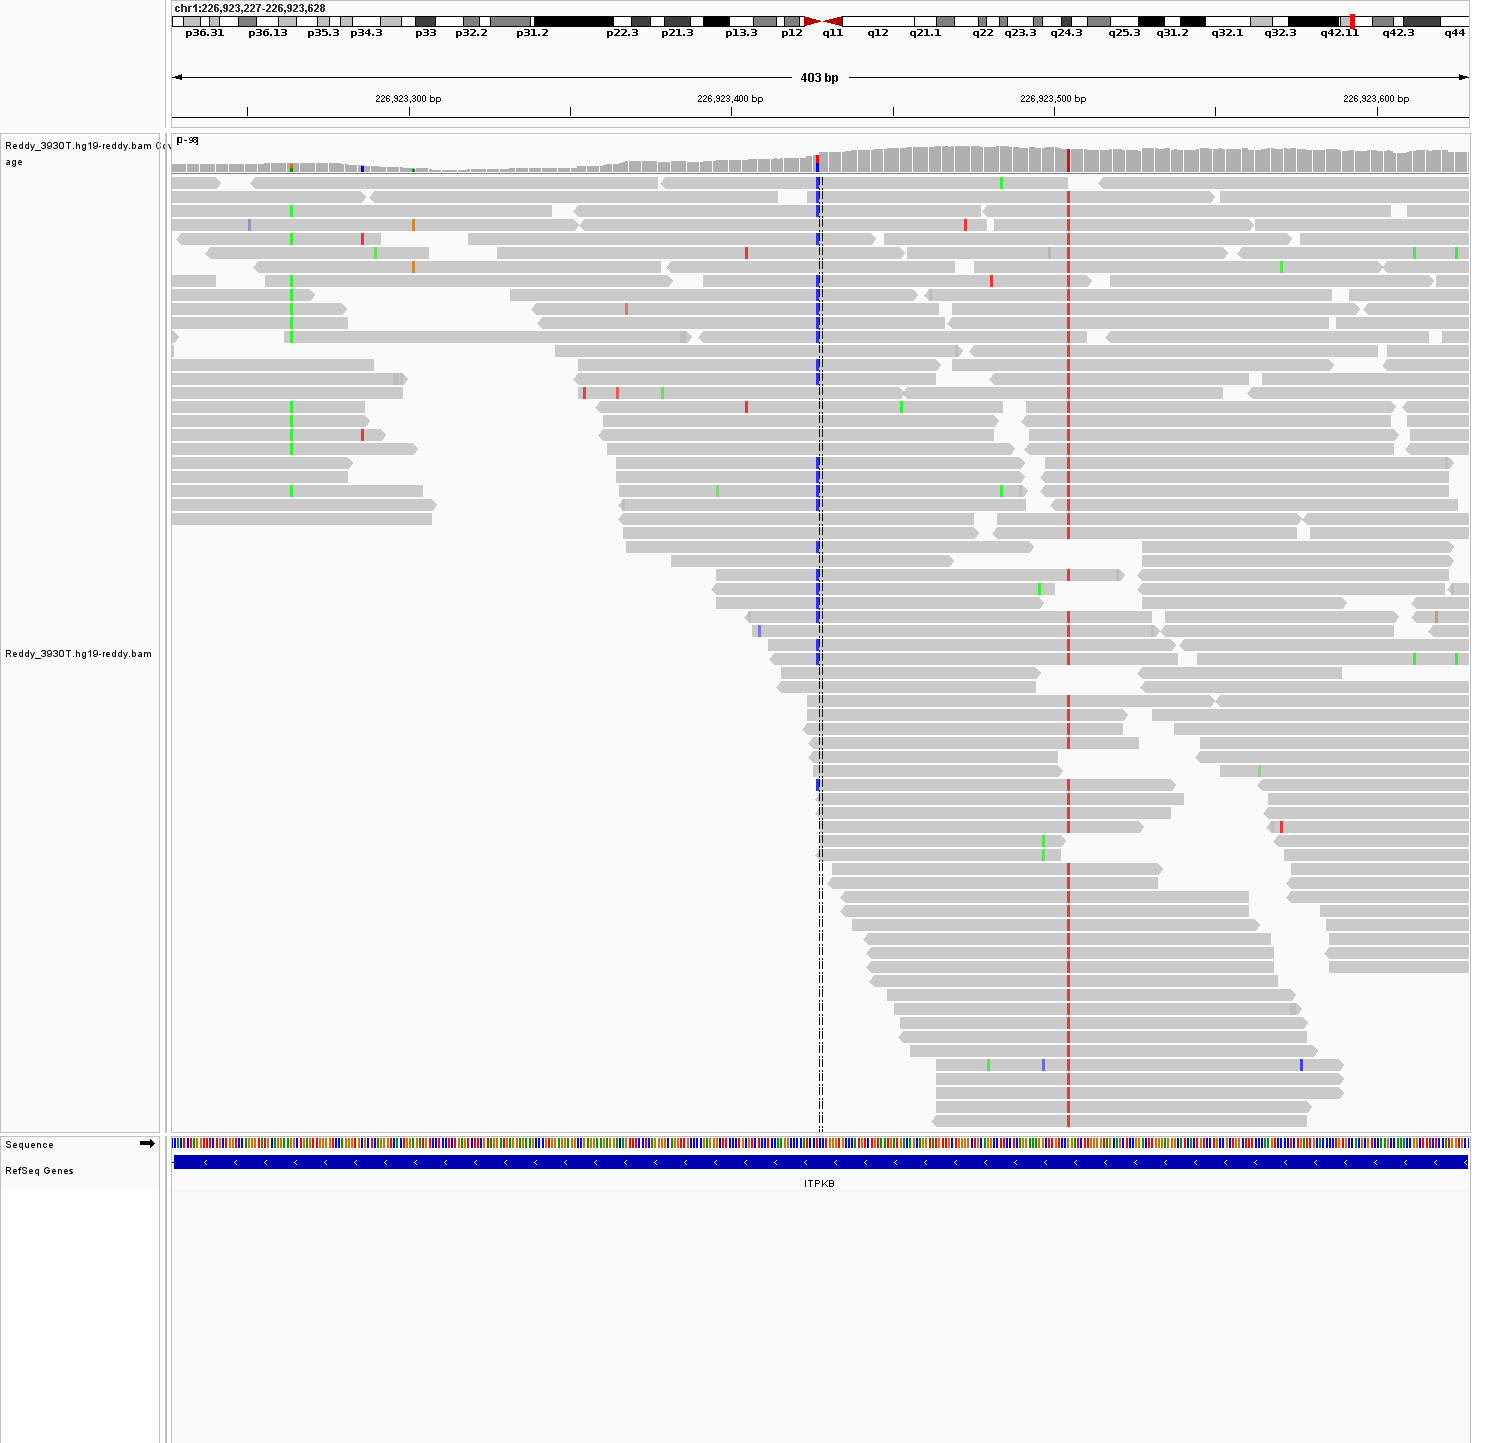 chr1:226,923,227-226,923,628
p36.31 p36.13 p35.3 p34.3 p33 p32.2 p31.2 p22.3 p21.3 p13.3 p12 q11 q12 q21.1 q22 q23.3 q24.3 q25.3 q31.2 q32.1 q32.3 q42.11 q42.3 q44
403 bp
226,923,300 bp 226,923,400 bp 226,923,500 bp 226,923,600 bp
[0-98]
Reddy_3930T.hg19-reddy.bam Cov
age
Reddy_3930T.hg19-reddy.bam
Sequence
RefSeq Genes
ITPKB